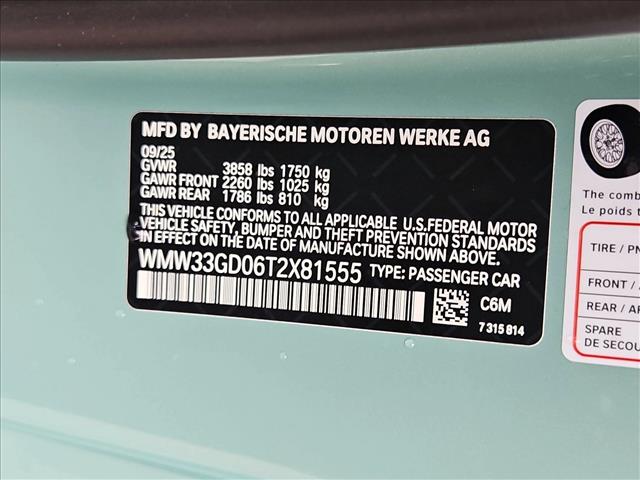 MFD BY BAYERISCHE MOTOREN WERKE AG
09/25
GVWR 3858 lbs 1750 kg
GAWR FRONT 2260 lbs 1025 kg
GAWR REAR 1786 lbs 810 kg
THIS VEHICLE CONFORMS TO ALL APPLICABLE U.S.FEDERAL MOTOR
VEHICLE SAFETY, BUMPER AND THEFT PREVENTION STANDARDS
IN EFFECT ON THE DATE OF MANUFACTURE SHOWN ABOVE.
WMW33GD06T2X81555 TYPE: PASSENGER CAR
C6M
7 315 814
The comb
Le poids t
TIRE / PN
FRONT / A
REAR / AR
SPARE
DE SECOU